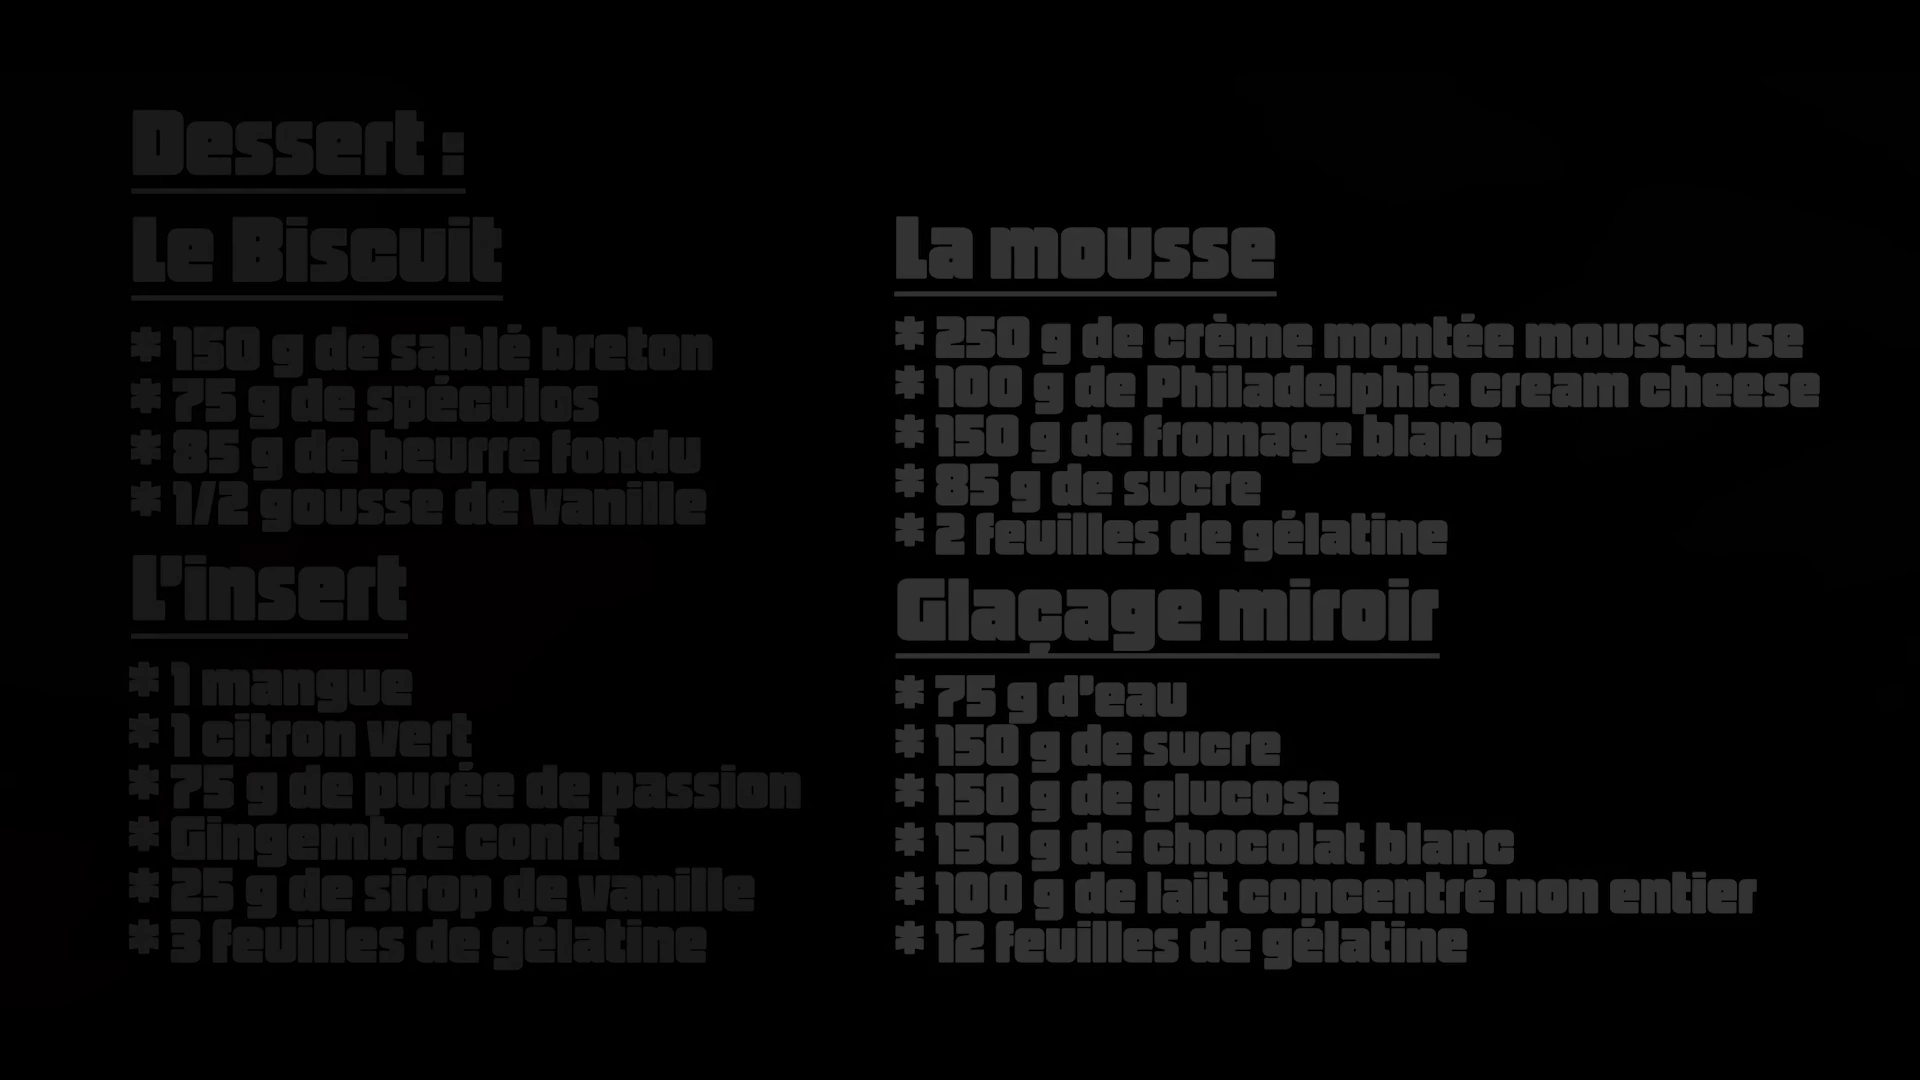 Dessert :
Le Biscuit
* 150 g de sablé breton
* 75 g de spéculos
* 85 g de beurre fondu
* 1/2 gousse de vanille
L'insert
* 1 mangue
* 1 citron vert
* 75 g de purée de passion
* Gingembre confit
* 25 g de sirop de vanille
* 3 feuilles de gélatine
La mousse
* 250 g de crème montée mousseuse
* 100 g de Philadelphia cream cheese
* 150 g de fromage blanc
* 85 g de sucre
* 2 feuilles de gélatine
Glaçage miroir
* 75 g d'eau
* 150 g de sucre
* 150 g de glucose
* 150 g de chocolat blanc
* 100 g de lait concentré non entier
* 12 feuilles de gélatine